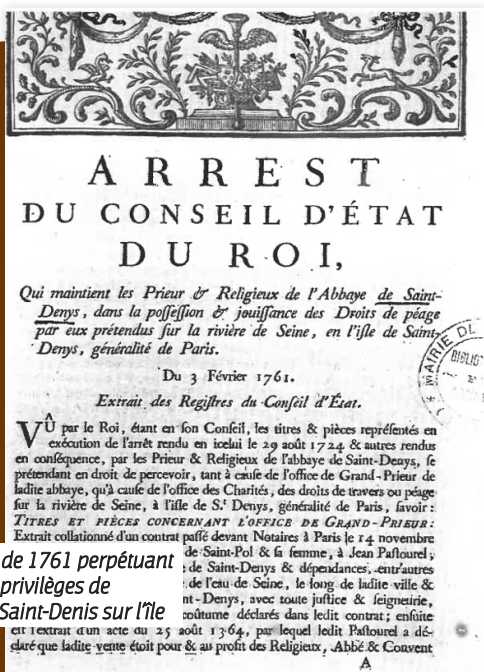 ARREST
DU CONSEIL D'ÉTAT
DU ROI,
Qui maintient les Prieur & Religieux de l'Abbaye de Saint-
Denys, dans la possession & jouissance des Droits de péage
par eux prétendus sur la rivière de Seine, en l'isle de Saint-
Denys, généralité de Paris.
Du 3 Février 1761.
Extrait des Registres du Conseil d'État.
VÛ par le Roi, étant en son Conseil, les titres & pièces représentés en
exécution de l'arrêt rendu en icelui le 29 août 1724 & autres rendus
en conséquence, par les Prieur & Religieux de l'abbaye de Saint-Denys, se
prétendant en droit de percevoir, tant à cause de l'office de Grand-Prieur de
ladite abbaye, qu'à cause de l'office des Charités, des droits de travers ou péage
sur la rivière de Seine, à l'isle de S.t Denys, généralité de Paris, savoir :
TITRES ET PIÈCES CONCERNANT L'OFFICE DE GRAND-PRIEUR:
Extrait collationné d'un contrat passé devant Notaires à Paris le 14 novembre
de Saint-Pol & sa femme, à Jean Pastourel,
de Saint-Denys & dépendances, entr'autres
de l'eau de Seine, le long de ladite ville &
nt-Denys, avec toute justice & seigneirie,
coûtume déclarés dans ledit contrat; ensuite
est l'extrait d'un acte du 25 août 1364, par lequel ledit Pastourel a dé-
claré que ladite vente étoit pour & au profit des Religieux, Abbé & Convent
A
MAIRIE DE
BIBLI
de 1761 perpétuant
privilèges de
Saint-Denis sur l'île